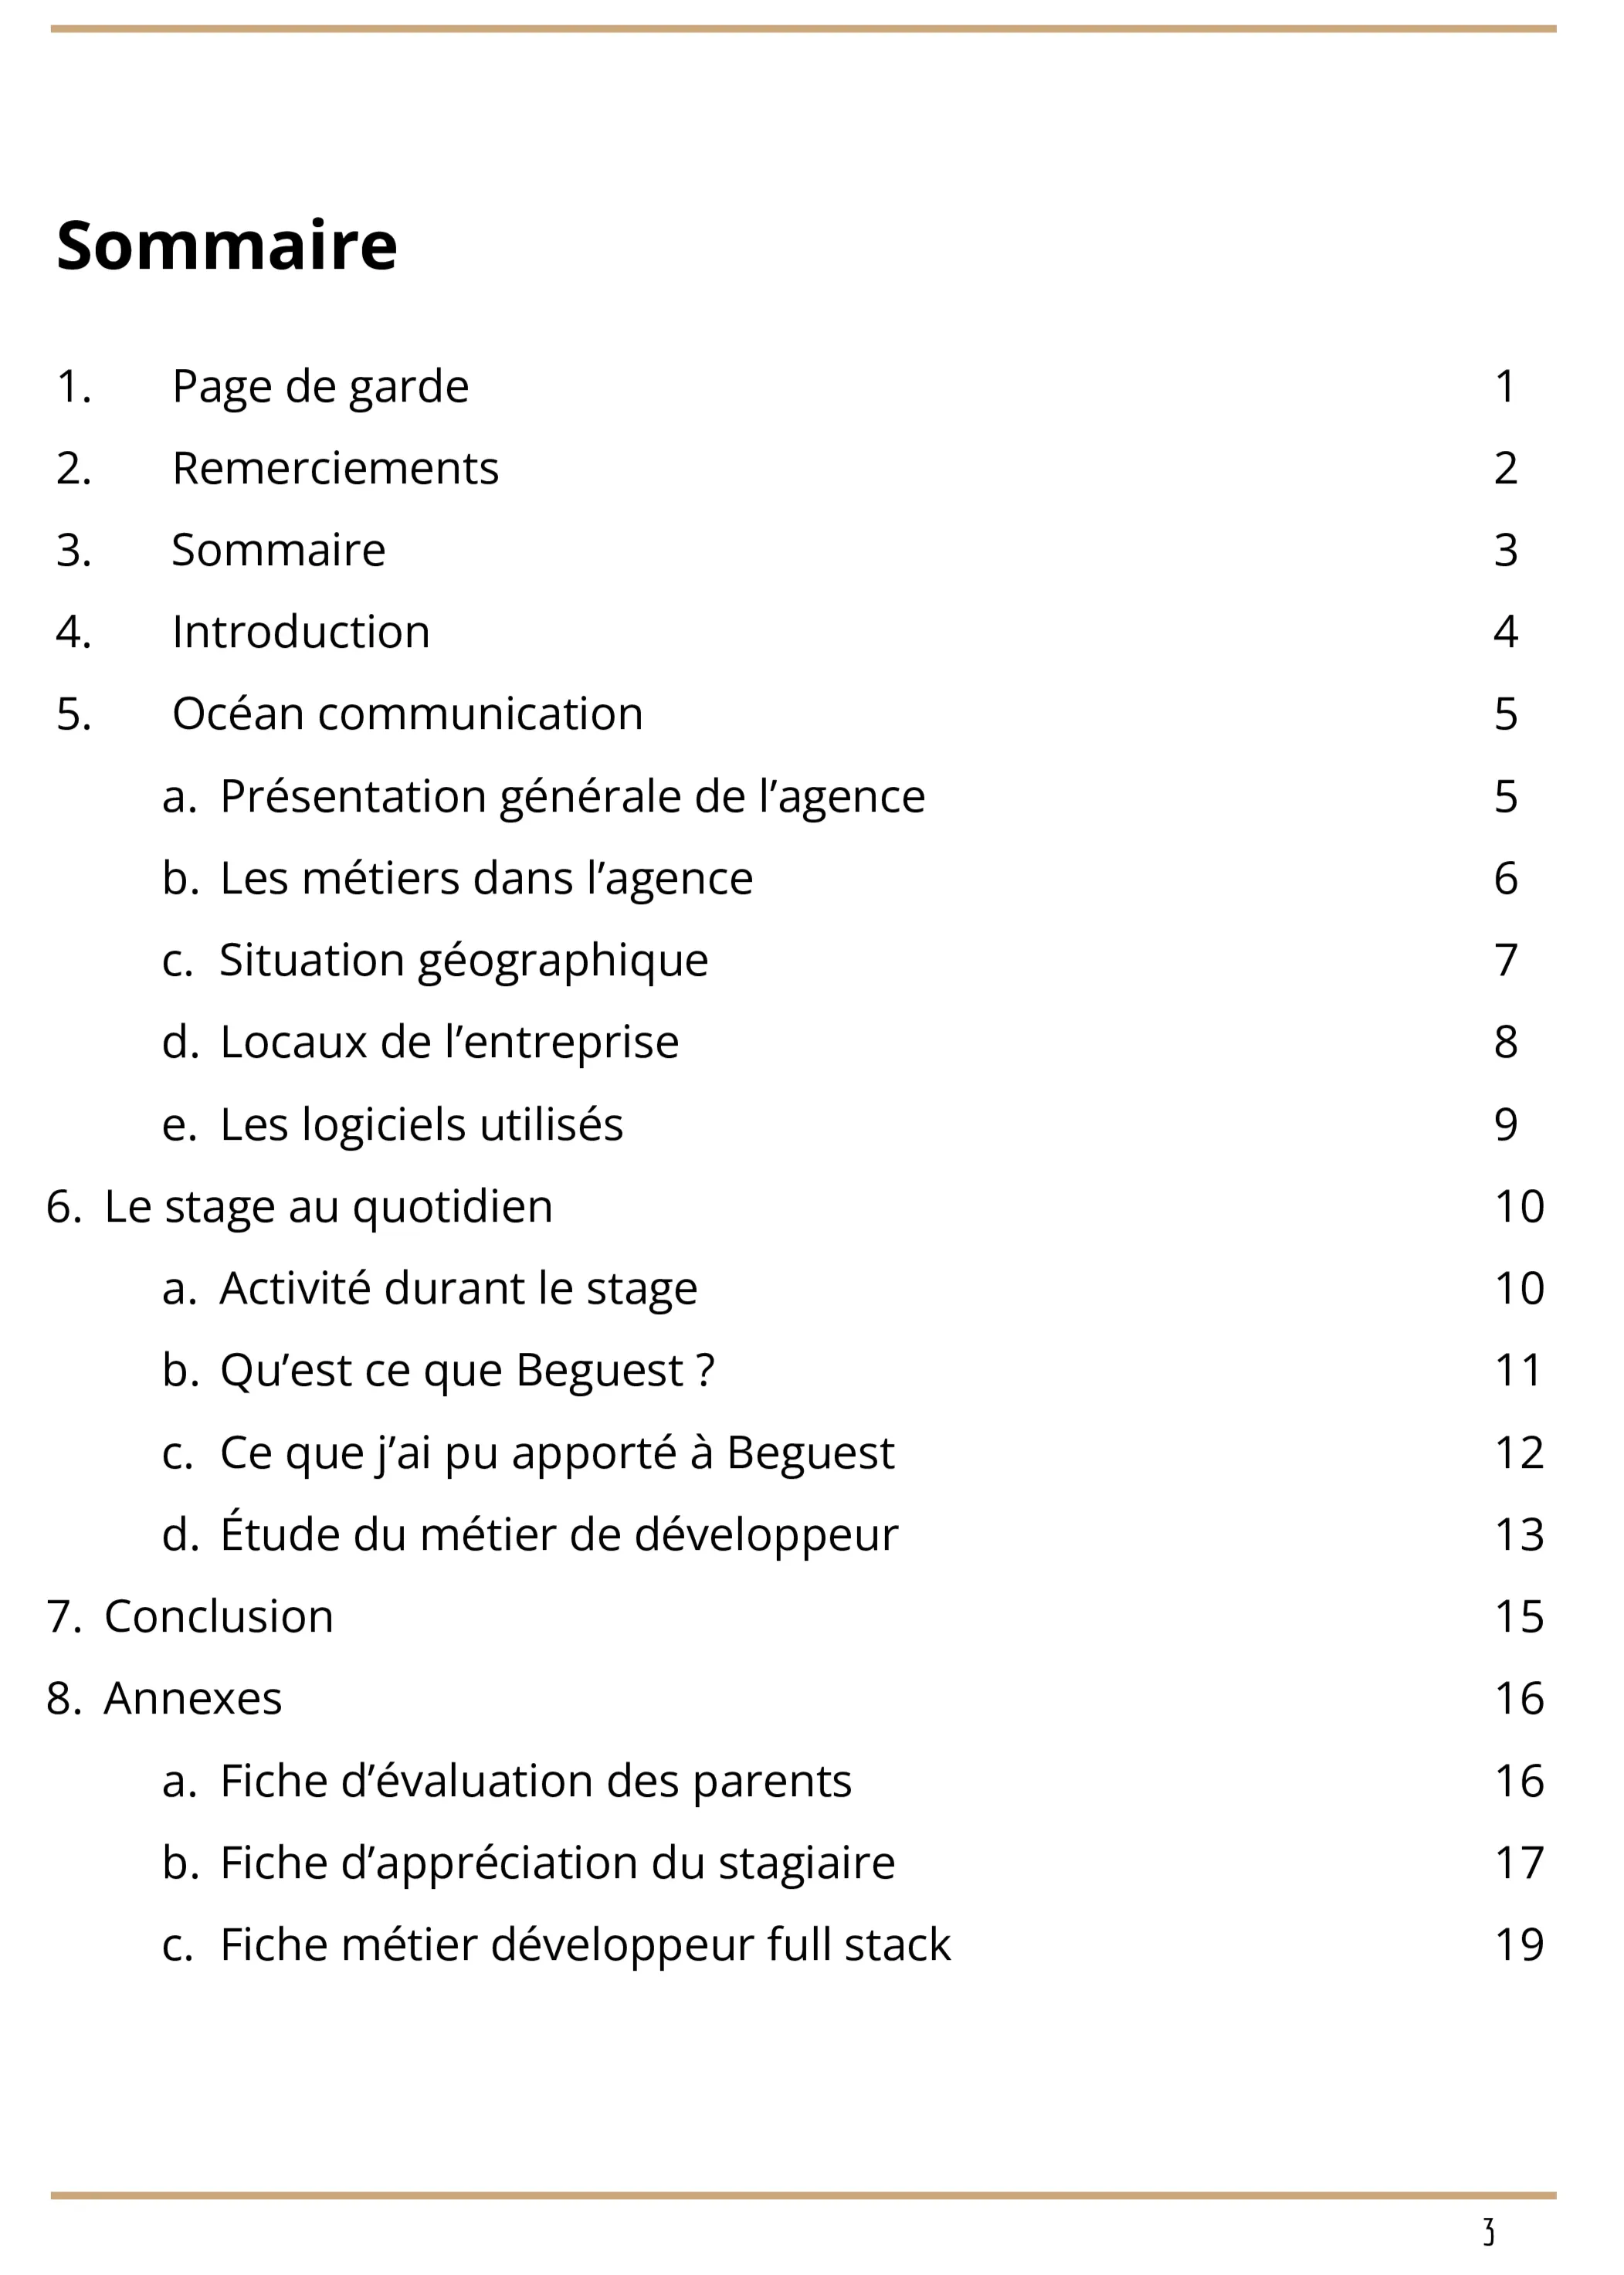 Sommaire
1. Page de garde 1
2. Remerciements 2
3. Sommaire 3
4. Introduction 4
5. Océan communication 5
a. Présentation générale de l’agence 5
b. Les métiers dans l’agence 6
c. Situation géographique 7
d. Locaux de l’entreprise 8
e. Les logiciels utilisés 9
6. Le stage au quotidien 10
a. Activité durant le stage 10
b. Qu’est ce que Beguest ? 11
c. Ce que j’ai pu apporté à Beguest 12
d. Étude du métier de développeur 13
7. Conclusion 15
8. Annexes 16
a. Fiche d’évaluation des parents 16
b. Fiche d’appréciation du stagiaire 17
c. Fiche métier développeur full stack 19
3